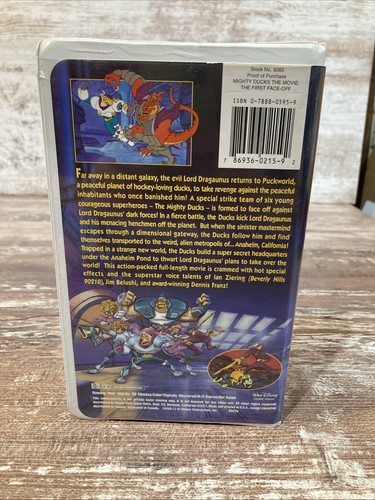 Stock No. 9265
Proof of Purchase
MIGHTY DUCKS THE MOVIE:
THE FIRST FACE-OFF
ISBN 0-7888-0595-9
7 86936-0215-9 2
Far away in a distant galaxy, the evil Lord Dragaunus returns to Puckworld,
a peaceful planet of hockey-loving ducks, to take revenge against the peaceful
inhabitants who once banished him! A special strike team of six young
courageous superheroes – The Mighty Ducks – is formed to face off against
Lord Dragaunus' dark forces! In a fierce battle, the Ducks kick Lord Dragaunus
and his menacing henchmen off the planet. But when the sinister mastermind
escapes through a dimensional gateway, the Ducks follow him and find
themselves transported to the weird, alien metropolis of... Anaheim, California!
Trapped in a strange new world, the Ducks build a super secret headquarters
under the Anaheim Pond to thwart Lord Dragaunus' plans to take over the
world! This action-packed full-length movie is crammed with hot special
effects and the superstar voice talents of Ian Ziering (Beverly Hills
90210), Jim Belushi, and award-winning Dennis Franz!
WALT DISNEY